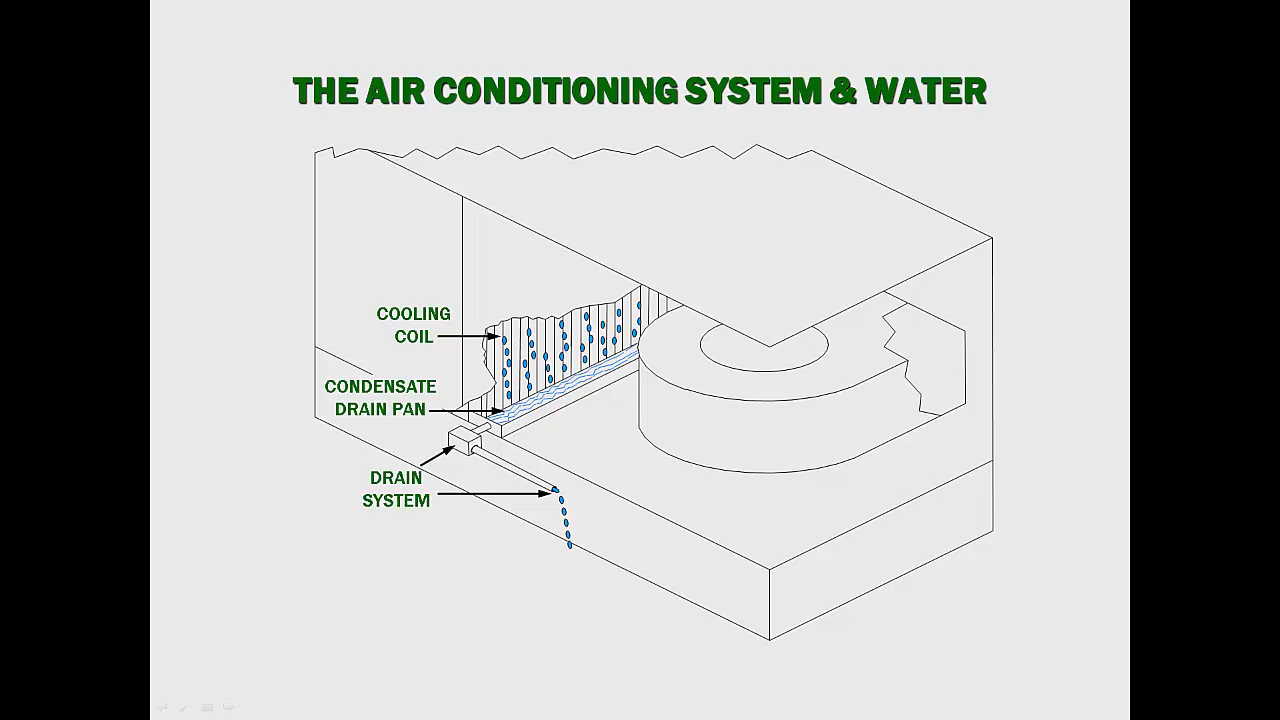 THE AIR CONDITIONING SYSTEM & WATER
COOLING
COIL
CONDENSATE
DRAIN PAN
DRAIN
SYSTEM